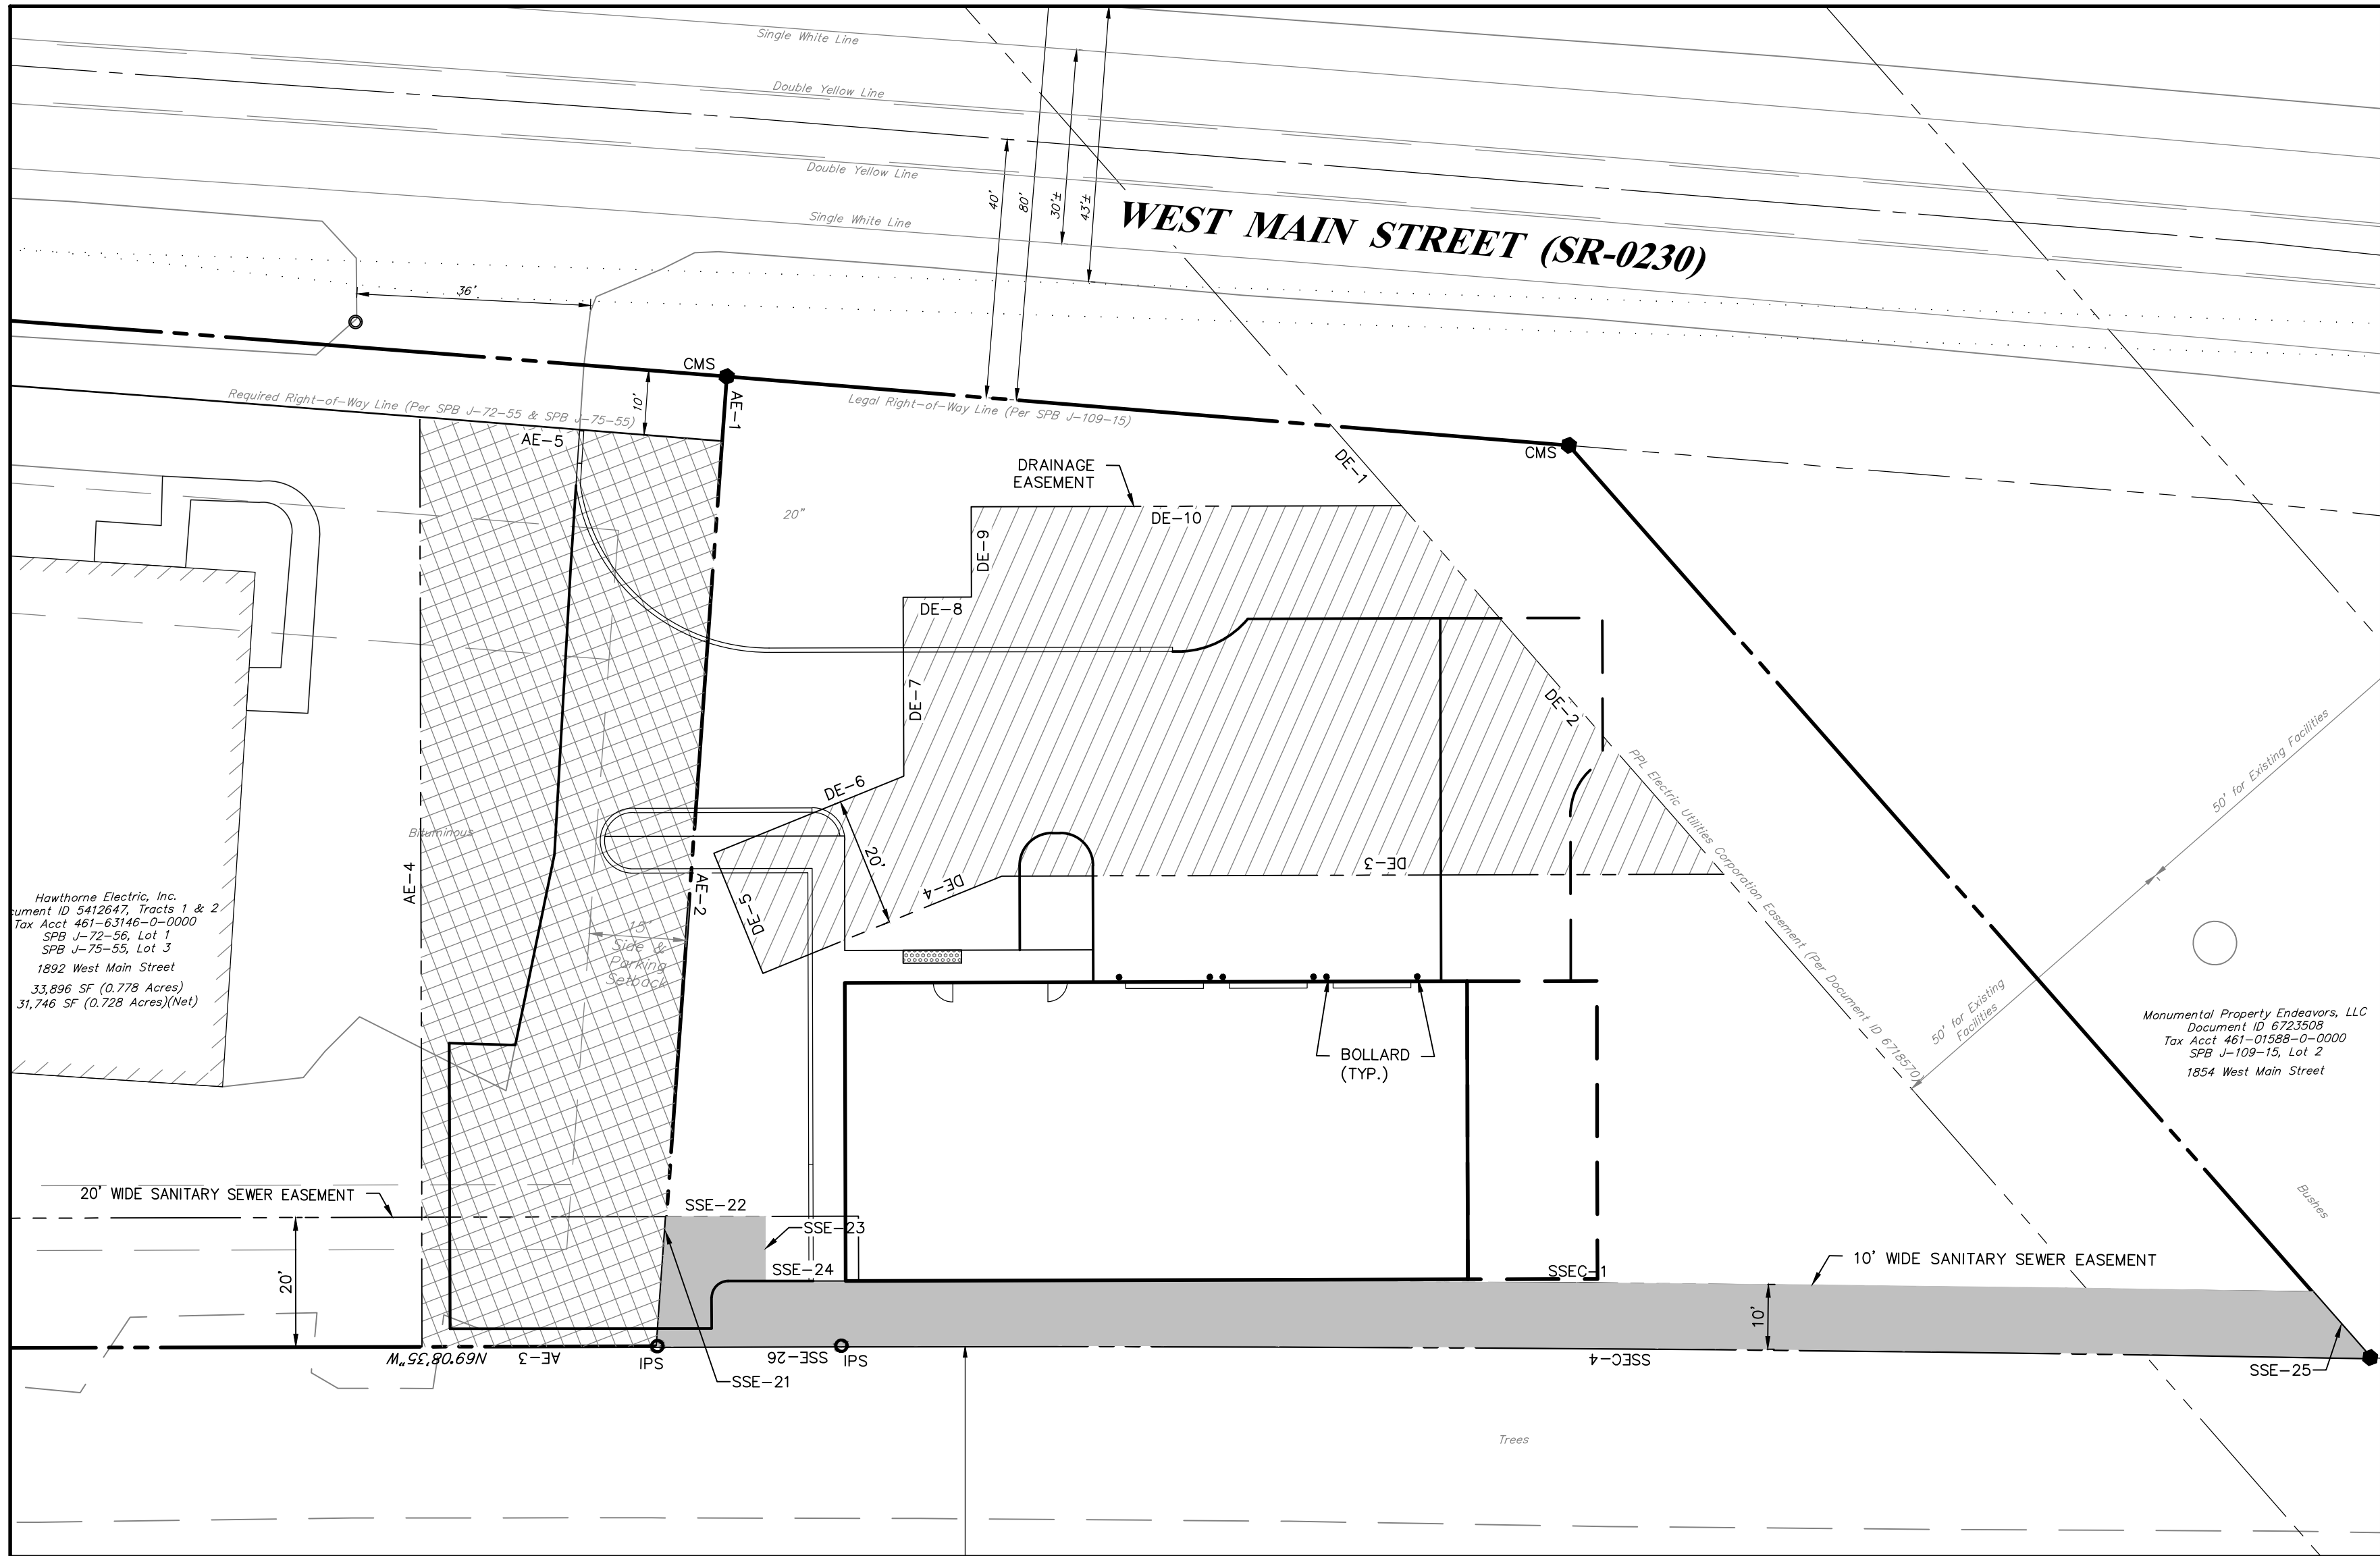 Single White Line
Double Yellow Line
Double Yellow Line
Single White Line
40'
80'
30'±
43'±
WEST MAIN STREET (SR-0230)
36'
CMS
AE-1
10'
Required Right-of-Way Line (Per SPB J-72-55 & SPB J-75-55)
Legal Right-of-Way Line (Per SPB J-109-15)
AE-5
CMS
DE-1
DRAINAGE
EASEMENT
20"
DE-10
DE-9
DE-8
DE-7
DE-2
DE-6
20'
DE-3
DE-4
DE-5
PPL Electric Utilities Corporation Easement (Per Document ID 6718570)
50' for Existing Facilities
50' for Existing
Facilities
Bituminous
AE-4
AE-2
15'
Side &
Parking
Setback
Hawthorne Electric, Inc.
cument ID 5412647, Tracts 1 & 2
Tax Acct 461-63146-0-0000
SPB J-72-56, Lot 1
SPB J-75-55, Lot 3
1892 West Main Street
33,896 SF (0.778 Acres)
31,746 SF (0.728 Acres)(Net)
BOLLARD
(TYP.)
Monumental Property Endeavors, LLC
Document ID 6723508
Tax Acct 461-01588-0-0000
SPB J-109-15, Lot 2
1854 West Main Street
Bushes
20' WIDE SANITARY SEWER EASEMENT
SSE-22
SSE-23
SSE-24
SSEC-1
10' WIDE SANITARY SEWER EASEMENT
20'
10'
N69°08'35"W
AE-3
IPS
SSE-26
IPS
SSE-21
SSEC-4
SSE-25
Trees